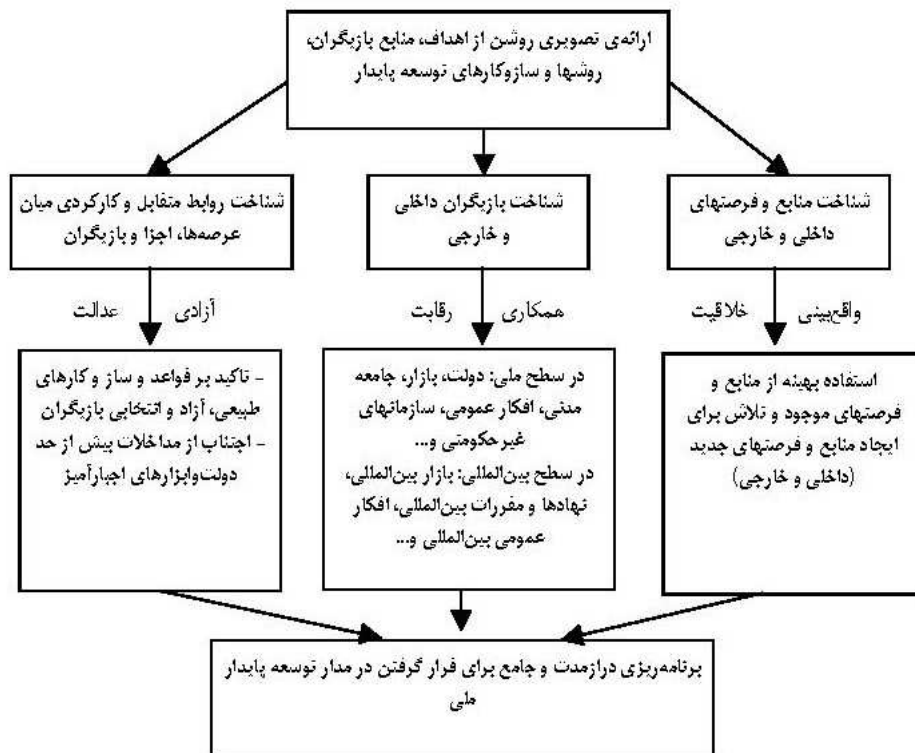 ارائه‌ی تصویری روشن از اهداف، منابع بازیگران،
روشها و سازوکارهای توسعه پایدار
شناخت منابع و فرصتهای
داخلی و خارجی
شناخت بازیگران داخلی
و خارجی
شناخت روابط متقابل و کارکردی میان
عرصه‌ها، اجزا و بازیگران
واقع‌بینی خلاقیت
همکاری رقابت
آزادی عدالت
استفاده بهینه از منابع و
فرصتهای موجود و تلاش برای
ایجاد منابع و فرصتهای جدید
(داخلی و خارجی)
در سطح ملی: دولت، بازار، جامعه
مدنی، افکار عمومی، سازمانهای
غیرحکومتی و...
در سطح بین‌المللی: بازار بین‌المللی،
نهادها و مقررات بین‌المللی، افکار
عمومی بین‌المللی و...
- تاکید بر قواعد و ساز و کارهای
طبیعی، آزاد و انتخابی بازیگران
- اجتناب از مداخلات بیش از حد
دولت‌وابزارهای اجبارآمیز
برنامه‌ریزی درازمدت و جامع برای قرار گرفتن در مدار توسعه پایدار
ملی